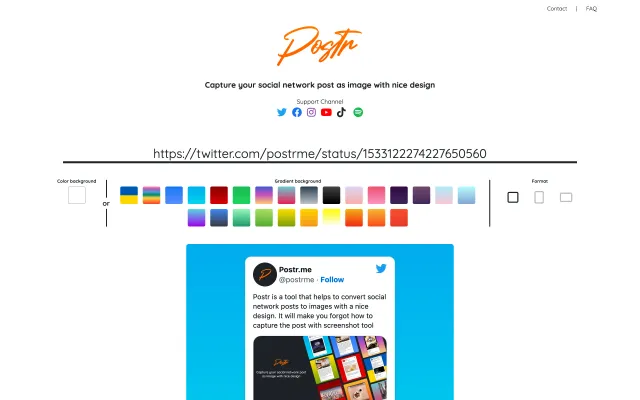 Contact | FAQ
Postr
Capture your social network post as image with nice design
Support Channel
https://twitter.com/postrme/status/1533122274227650560
Color background
or
Gradient background
Format
Postr.me
@postrme · Follow
Postr is a tool that helps to convert social
network posts to images with a nice
design. It will make you forgot how to
capture the post with screenshot tool
Postr
Capture your social network post
as image with nice design